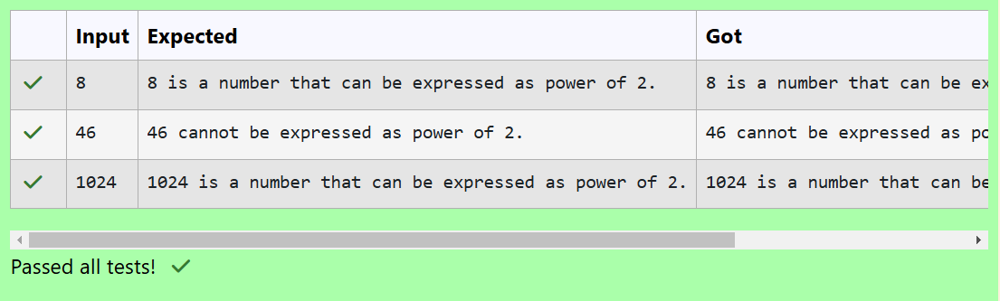 Input Expected Got
8 8 is a number that can be expressed as power of 2. 8 is a number that can be ex
46 46 cannot be expressed as power of 2. 46 cannot be expressed as po
1024 1024 is a number that can be expressed as power of 2. 1024 is a number that can be
Passed all tests!